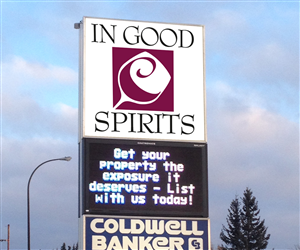 IN GOOD
SPIRITS
Get your
property the
exposure it
deserves - List
with us today!
COLDWELL
BANKER